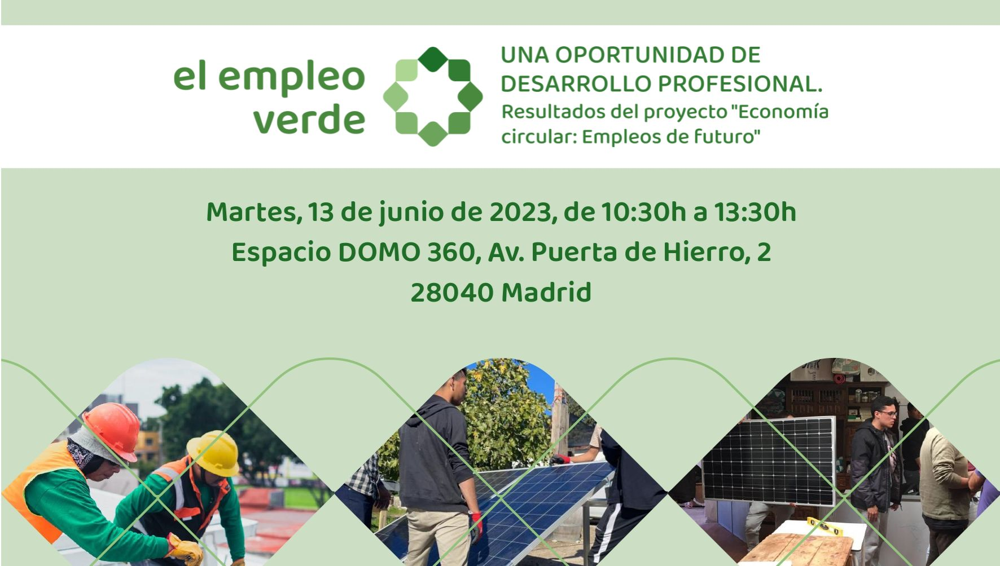 el empleo
verde
UNA OPORTUNIDAD DE
DESARROLLO PROFESIONAL.
Resultados del proyecto "Economía
circular: Empleos de futuro"
Martes, 13 de junio de 2023, de 10:30h a 13:30h
Espacio DOMO 360, Av. Puerta de Hierro, 2
28040 Madrid